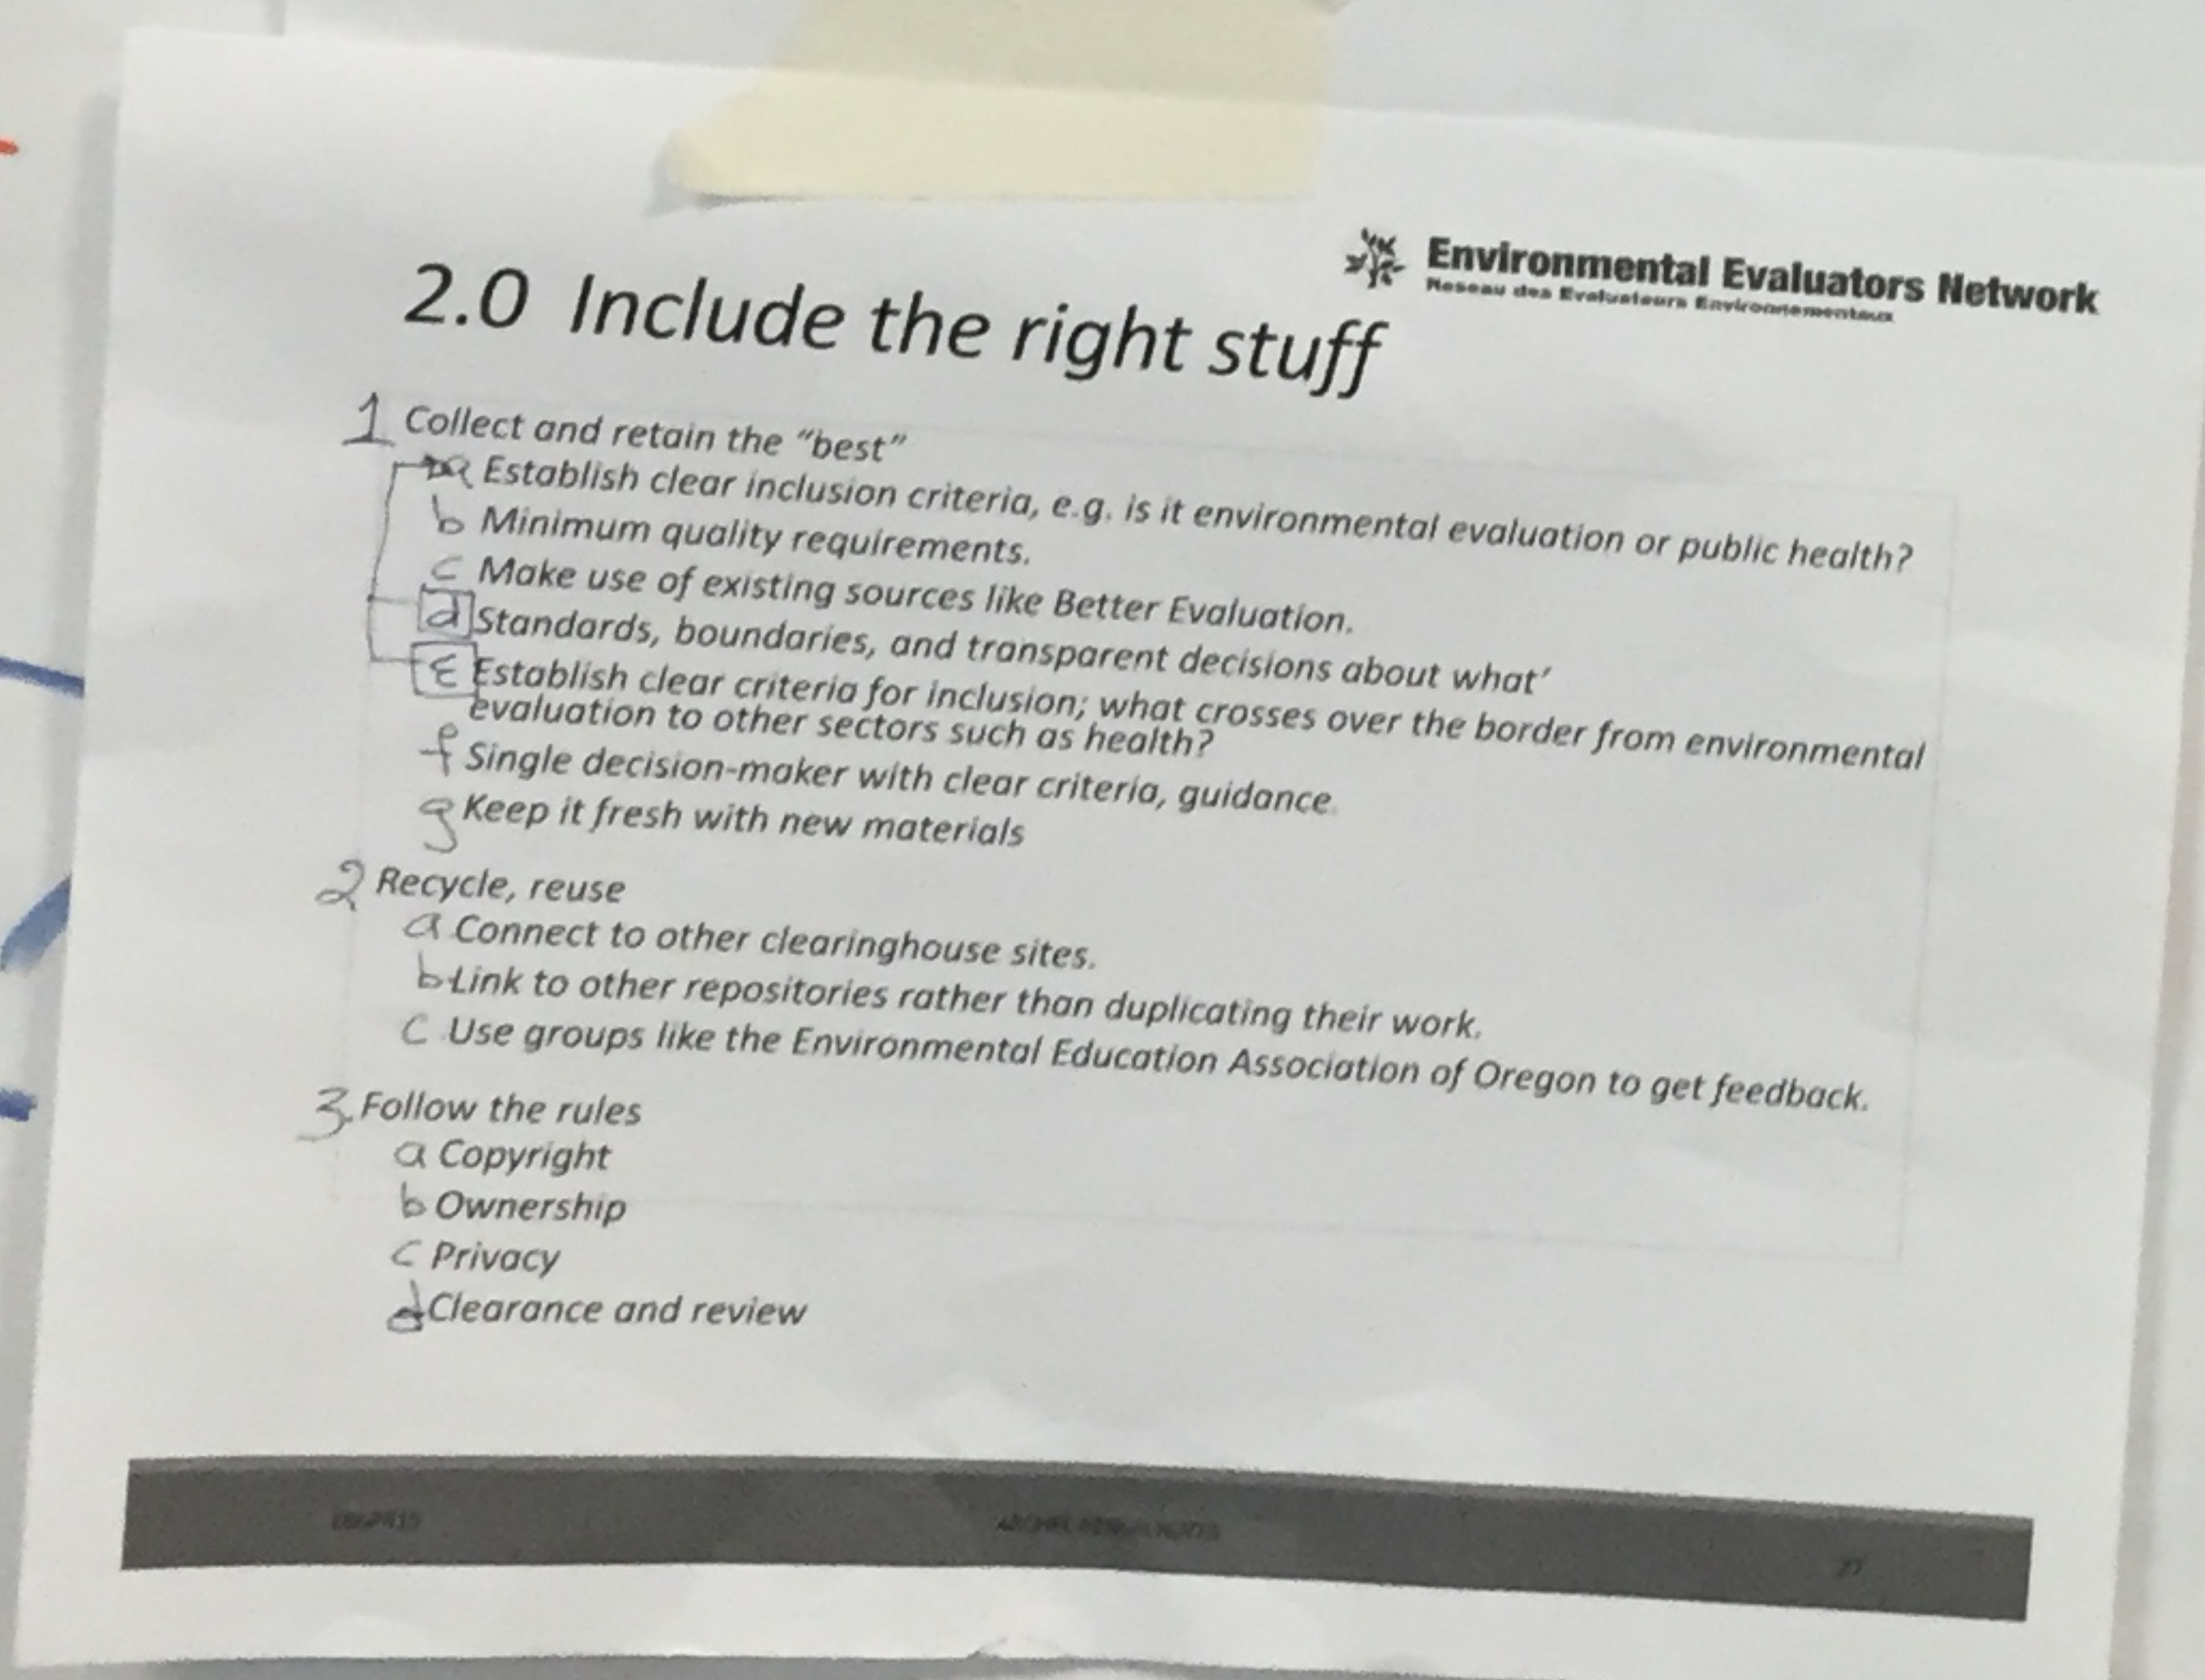 Environmental Evaluators Network
Reseau des Evaluateurs Environnementaux
2.0 Include the right stuff
1 Collect and retain the “best”
a Establish clear inclusion criteria, e.g. is it environmental evaluation or public health?
b Minimum quality requirements.
c Make use of existing sources like Better Evaluation.
d Standards, boundaries, and transparent decisions about what’
E Establish clear criteria for inclusion; what crosses over the border from environmental
evaluation to other sectors such as health?
f Single decision-maker with clear criteria, guidance.
g Keep it fresh with new materials
2 Recycle, reuse
a Connect to other clearinghouse sites.
b Link to other repositories rather than duplicating their work.
C Use groups like the Environmental Education Association of Oregon to get feedback.
3. Follow the rules
a Copyright
b Ownership
c Privacy
d Clearance and review